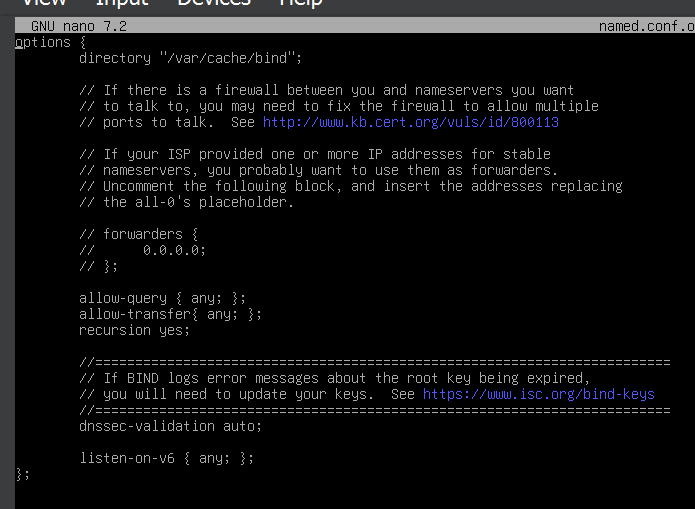 View Input Devices Help
GNU nano 7.2 named.conf.o
options {
directory "/var/cache/bind";
// If there is a firewall between you and nameservers you want
// to talk to, you may need to fix the firewall to allow multiple
// ports to talk.  See http://www.kb.cert.org/vuls/id/800113
// If your ISP provided one or more IP addresses for stable
// nameservers, you probably want to use them as forwarders.
// Uncomment the following block, and insert the addresses replacing
// the all-0's placeholder.
// forwarders {
//      0.0.0.0;
// };
allow-query { any; };
allow-transfer{ any; };
recursion yes;
//========================================================================
// If BIND logs error messages about the root key being expired,
// you will need to update your keys.  See https://www.isc.org/bind-keys
//========================================================================
dnssec-validation auto;
listen-on-v6 { any; };
};